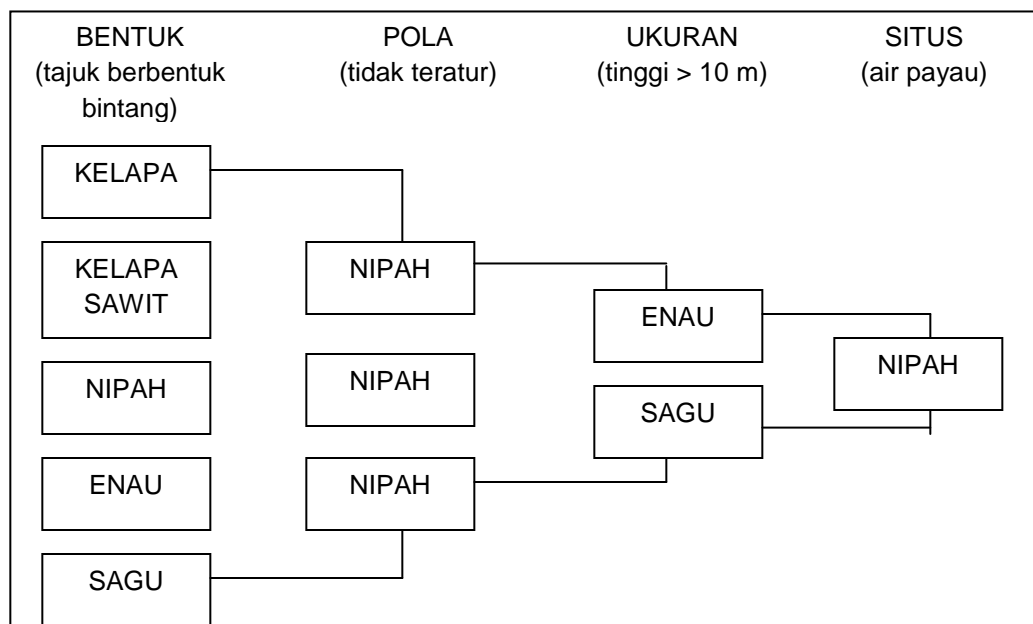 BENTUK
(tajuk berbentuk
bintang)
POLA
(tidak teratur)
UKURAN
(tinggi > 10 m)
SITUS
(air payau)
KELAPA
KELAPA
SAWIT
NIPAH
ENAU
SAGU
NIPAH
NIPAH
NIPAH
ENAU
SAGU
NIPAH